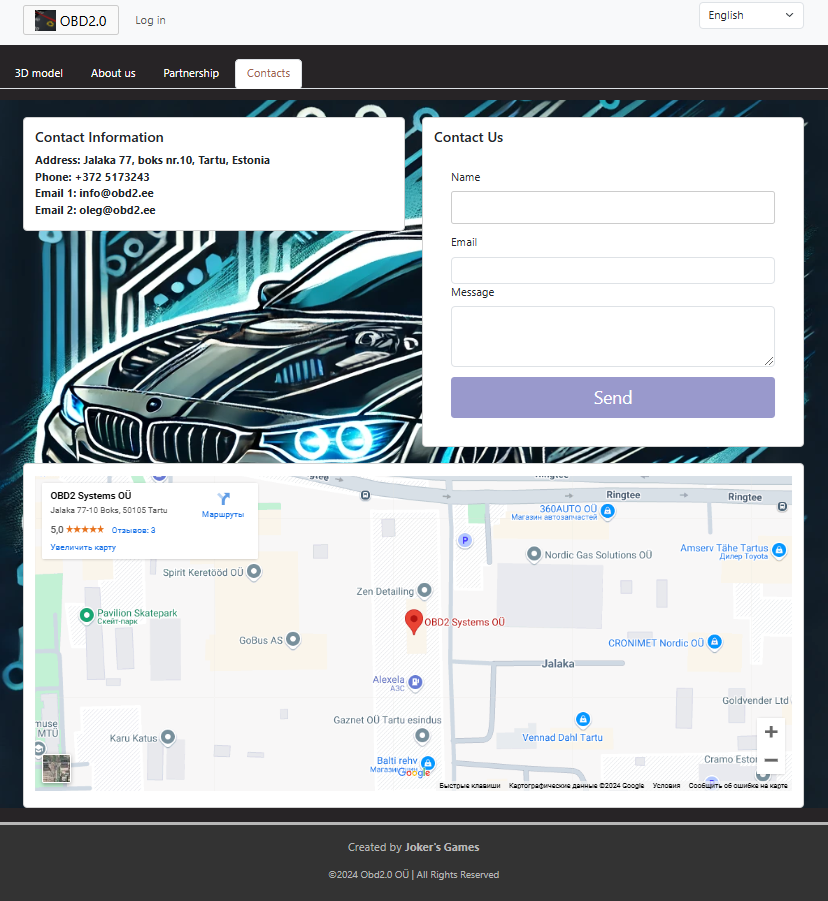 OBD2.0
Log in
English
3D model
About us
Partnership
Contacts
Contact Information
Address: Jalaka 77, boks nr.10, Tartu, Estonia
Phone: +372 5173243
Email 1: info@obd2.ee
Email 2: oleg@obd2.ee
Contact Us
Name
Email
Message
Send
OBD2 Systems OÜ
Jalaka 77-10 Boks, 50105 Tartu
5,0
Отзывов: 3
Увеличить карту
Маршруты
Ringtee
Ringtee
Ringtee
Ringtee
360AUTO OÜ
Магазин автозапчастей
P
Nordic Gas Solutions OÜ
Amserv Tähe Tartus
Дилер Toyota
Spirit Keretööd OÜ
Zen Detailing
Pavilion Skatepark
Скейт-парк
OBD2 Systems OÜ
GoBus AS
CRONIMET Nordic OÜ
Jalaka
Alexela
АЗС
Goldvender Ltd
Gaznet OÜ Tartu esindus
muse
MTÜ
Karu Katus
Vennad Dahl Tartu
Balti rehv
Cramo Eston
Google
Быстрые клавиши
Картографические данные ©2024 Google
Условия
Сообщить об ошибке на карте
Created by Joker's Games
©2024 Obd2.0 OÜ | All Rights Reserved